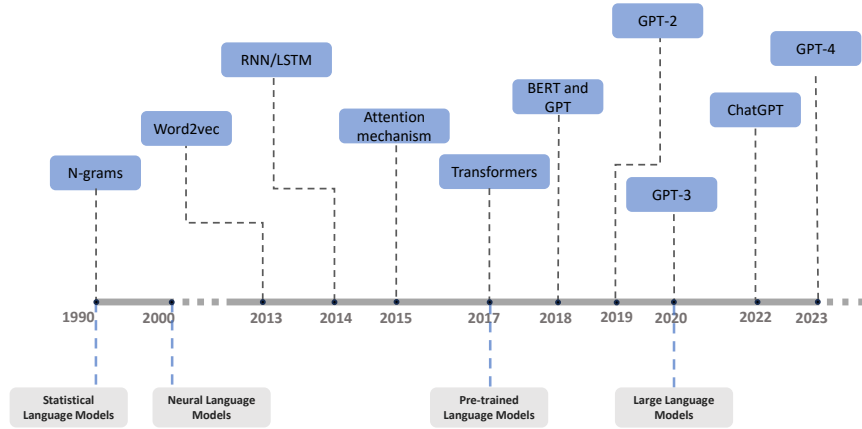 GPT-2
RNN/LSTM
GPT-4
BERT and
GPT
Word2vec
Attention
mechanism
ChatGPT
N-grams
Transformers
GPT-3
1990
2000
2013
2014
2015
2017
2018
2019
2020
2022
2023
Statistical
Language Models
Neural Language
Models
Pre-trained
Language Models
Large Language
Models